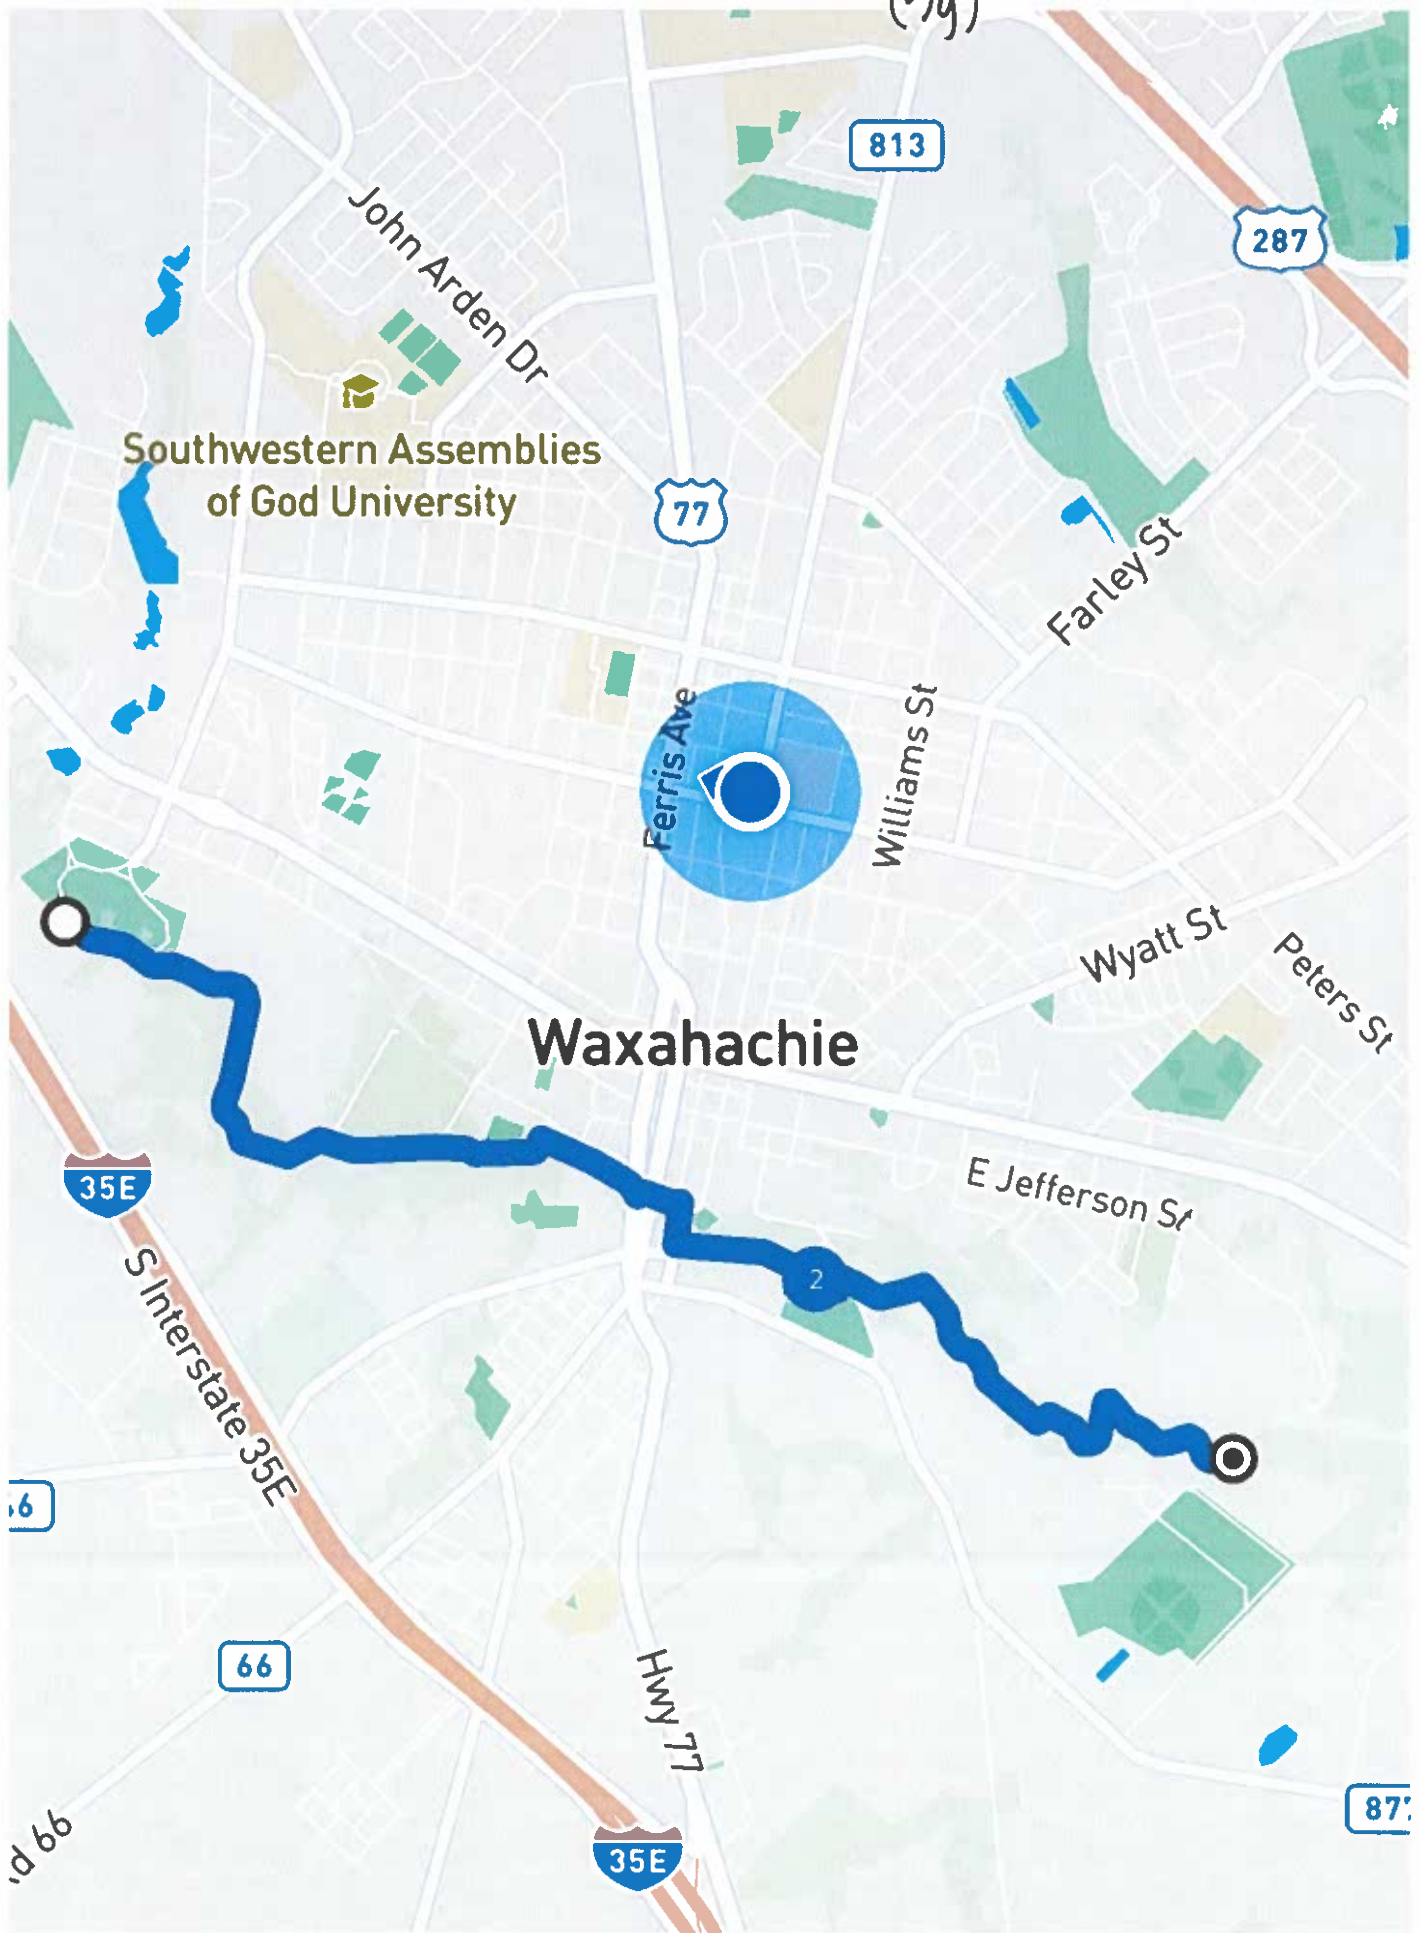 813
287
John Arden Dr
Southwestern Assemblies
of God University
77
Farley St
Ferris Ave
Williams St
Wyatt St
Peters St
Waxahachie
E Jefferson St
35E
2
S Interstate 35E
66
Hwy 77
35E
d 66